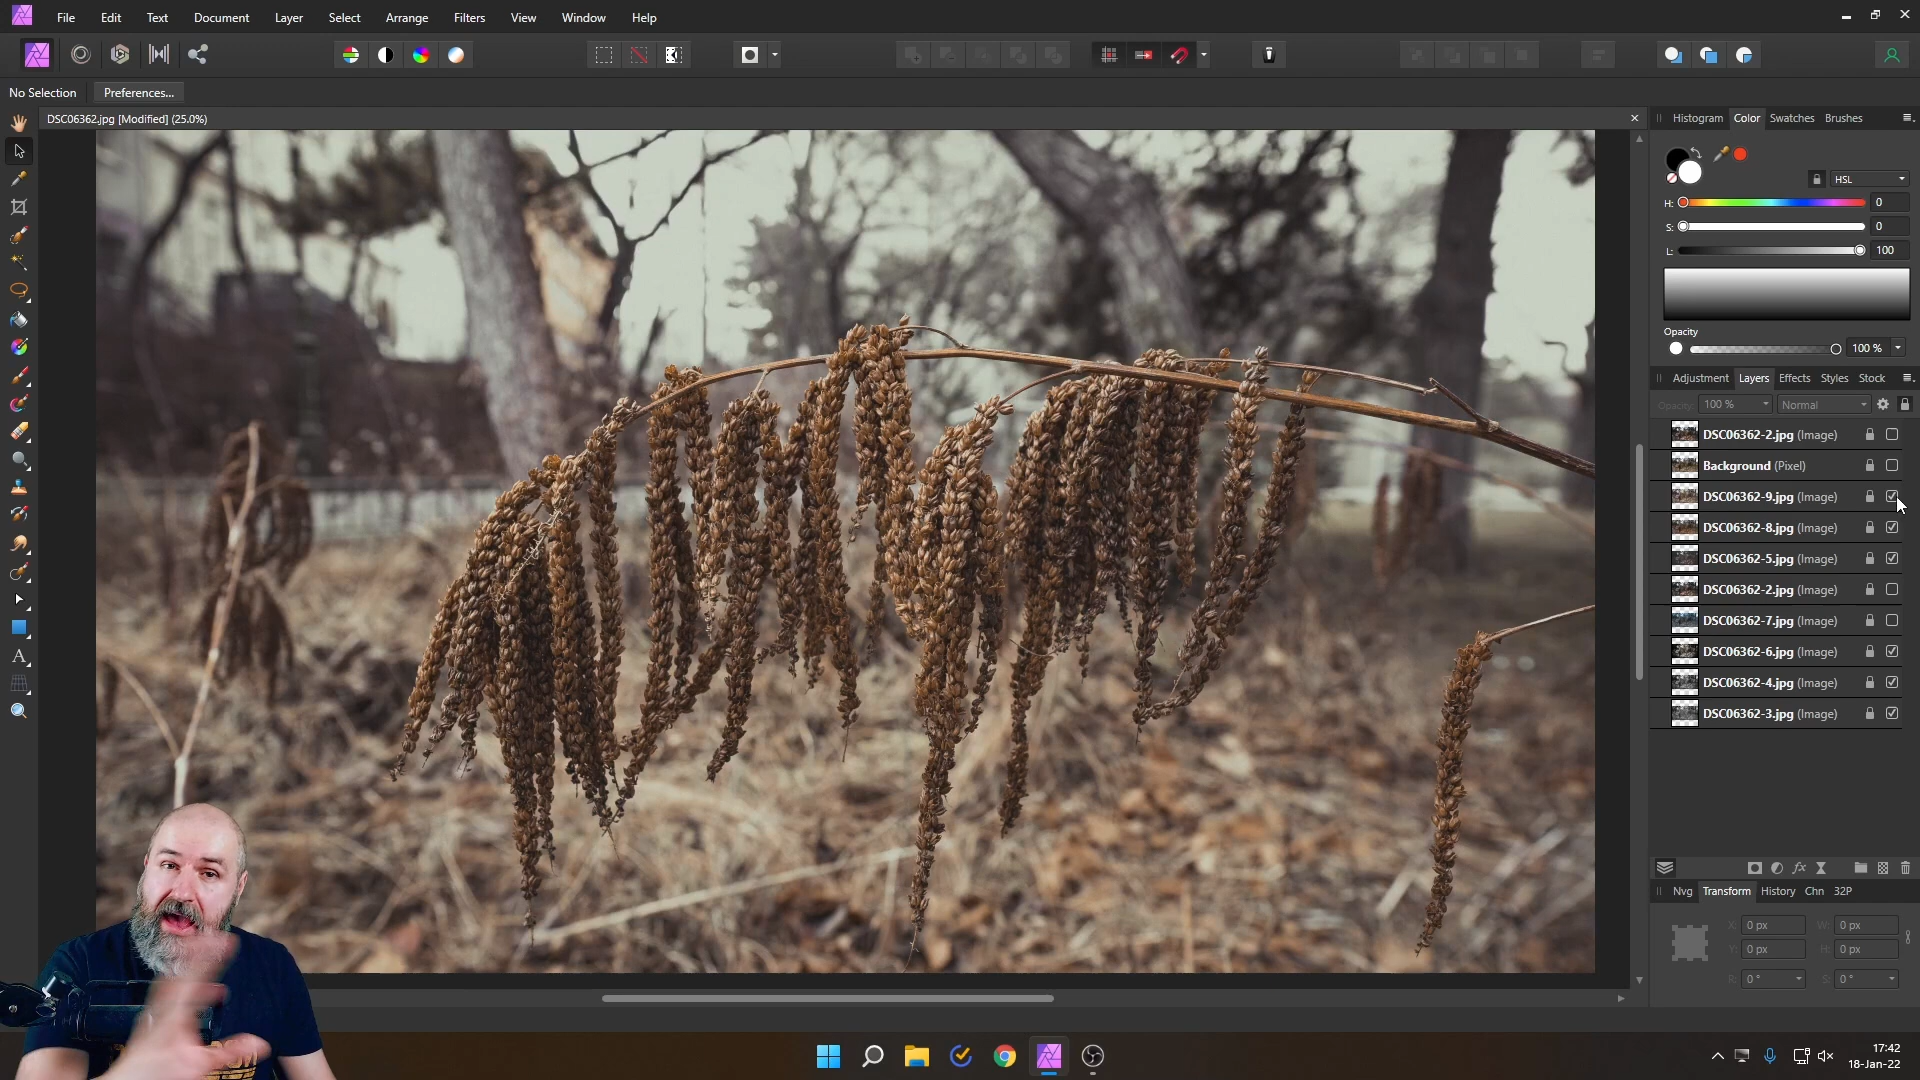 File Edit Text Document Layer Select Arrange Filters View Window Help
No Selection Preferences...
DSC06362.jpg [Modified] (25.0%)
Histogram Color Swatches Brushes
HSL
H: 0
S: 0
L: 100
Opacity
100 %
Adjustment Layers Effects Styles Stock
Opacity: 100 % Normal
DSC06362-2.jpg (Image)
Background (Pixel)
DSC06362-9.jpg (Image)
DSC06362-8.jpg (Image)
DSC06362-5.jpg (Image)
DSC06362-2.jpg (Image)
DSC06362-7.jpg (Image)
DSC06362-6.jpg (Image)
DSC06362-4.jpg (Image)
DSC06362-3.jpg (Image)
fx
Nvg Transform History Chn 32P
X: 0 px W: 0 px
Y: 0 px H: 0 px
R: 0 ° S: 0 °
17:42
18-Jan-22